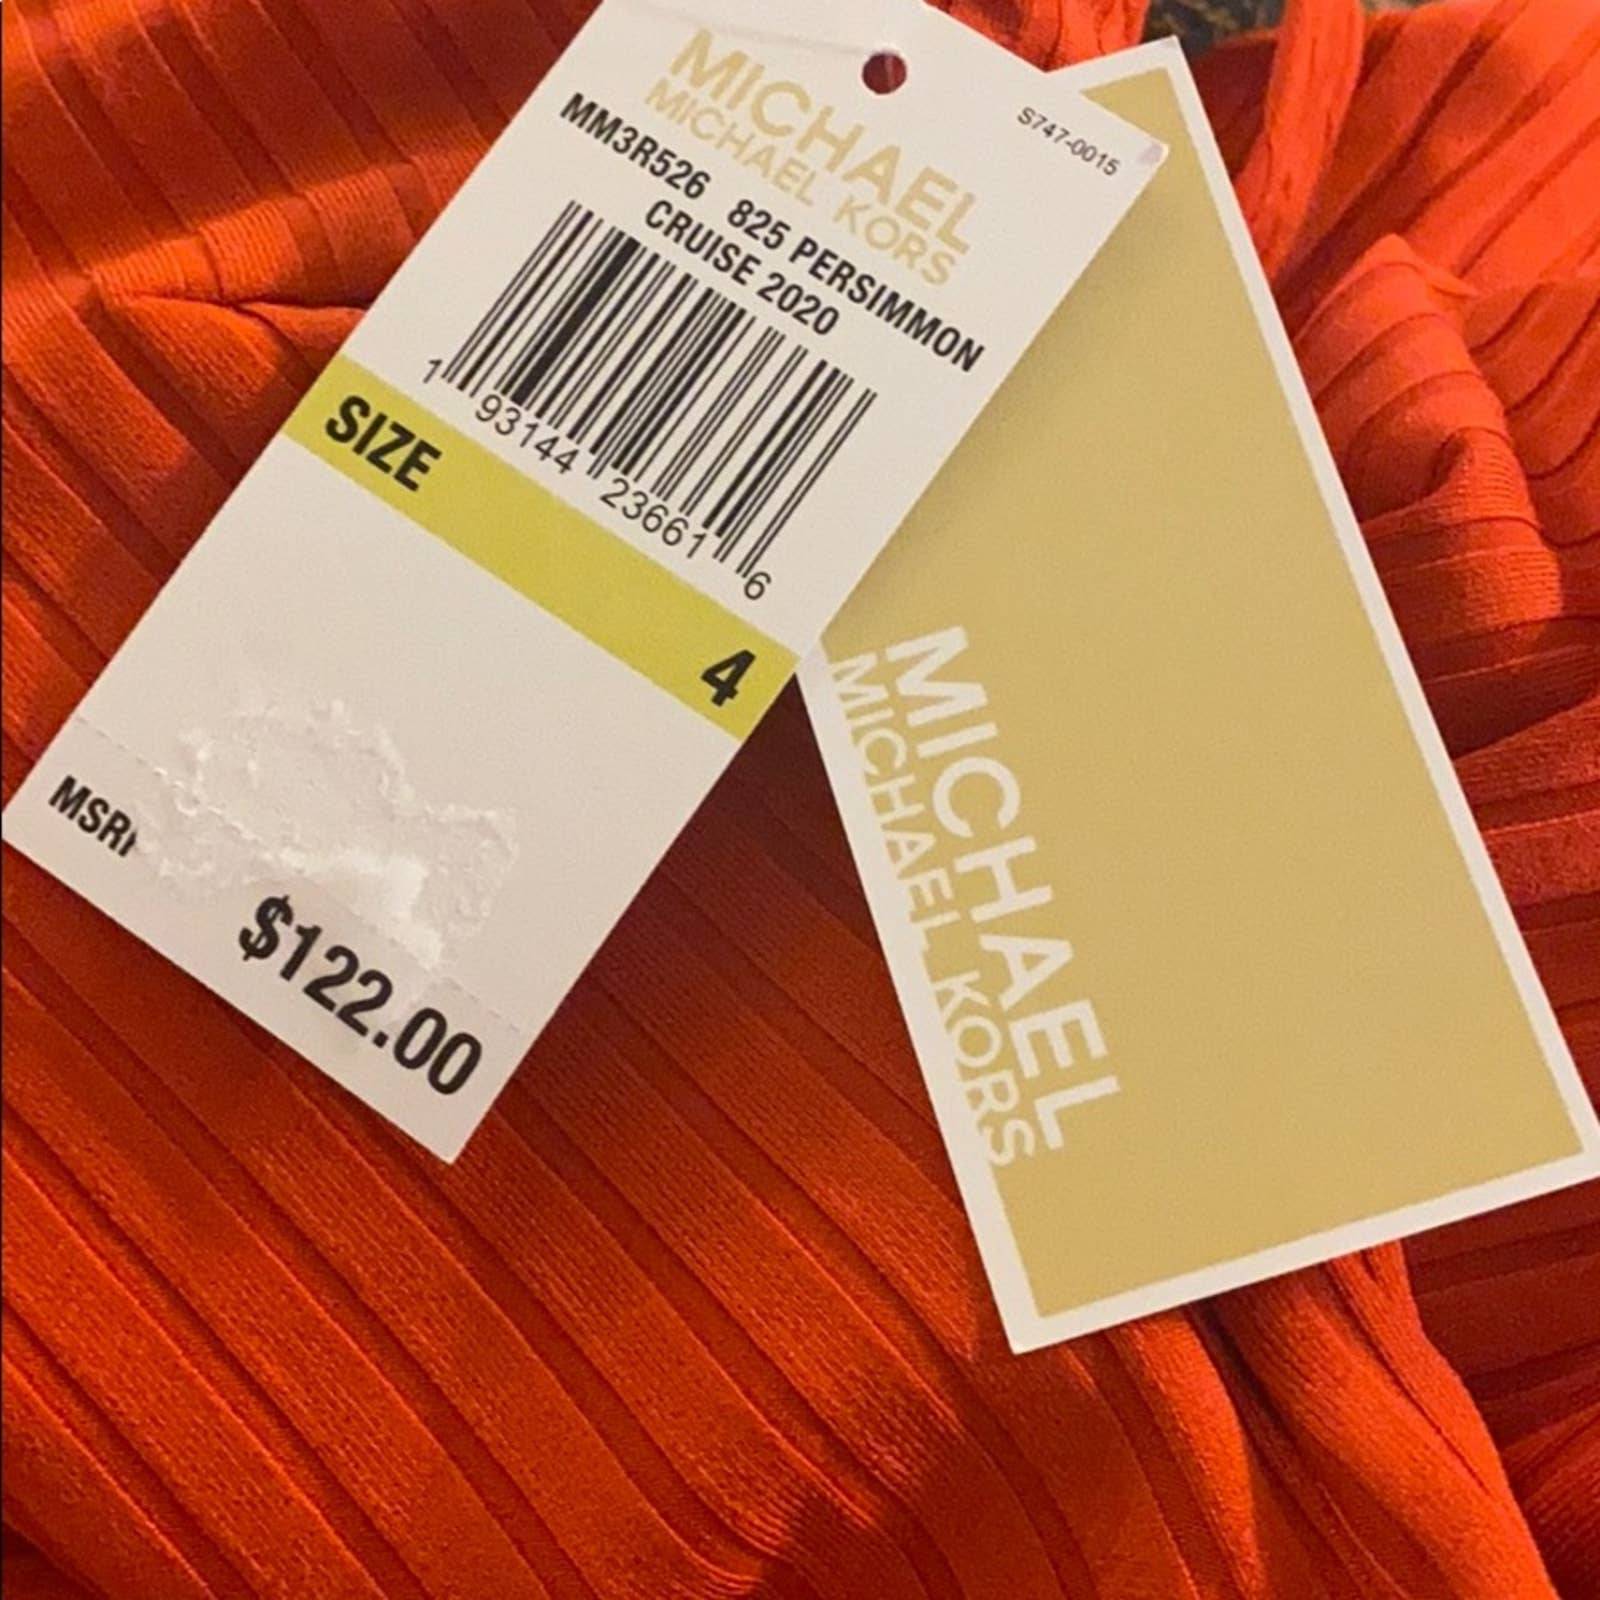 MICHAEL
MICHAEL KORS
S747-0015
MM3R526 825 PERSIMMON
CRUISE 2020
1 93144 23661 6
SIZE 4
$122.00
MICHAEL
MICHAEL KORS